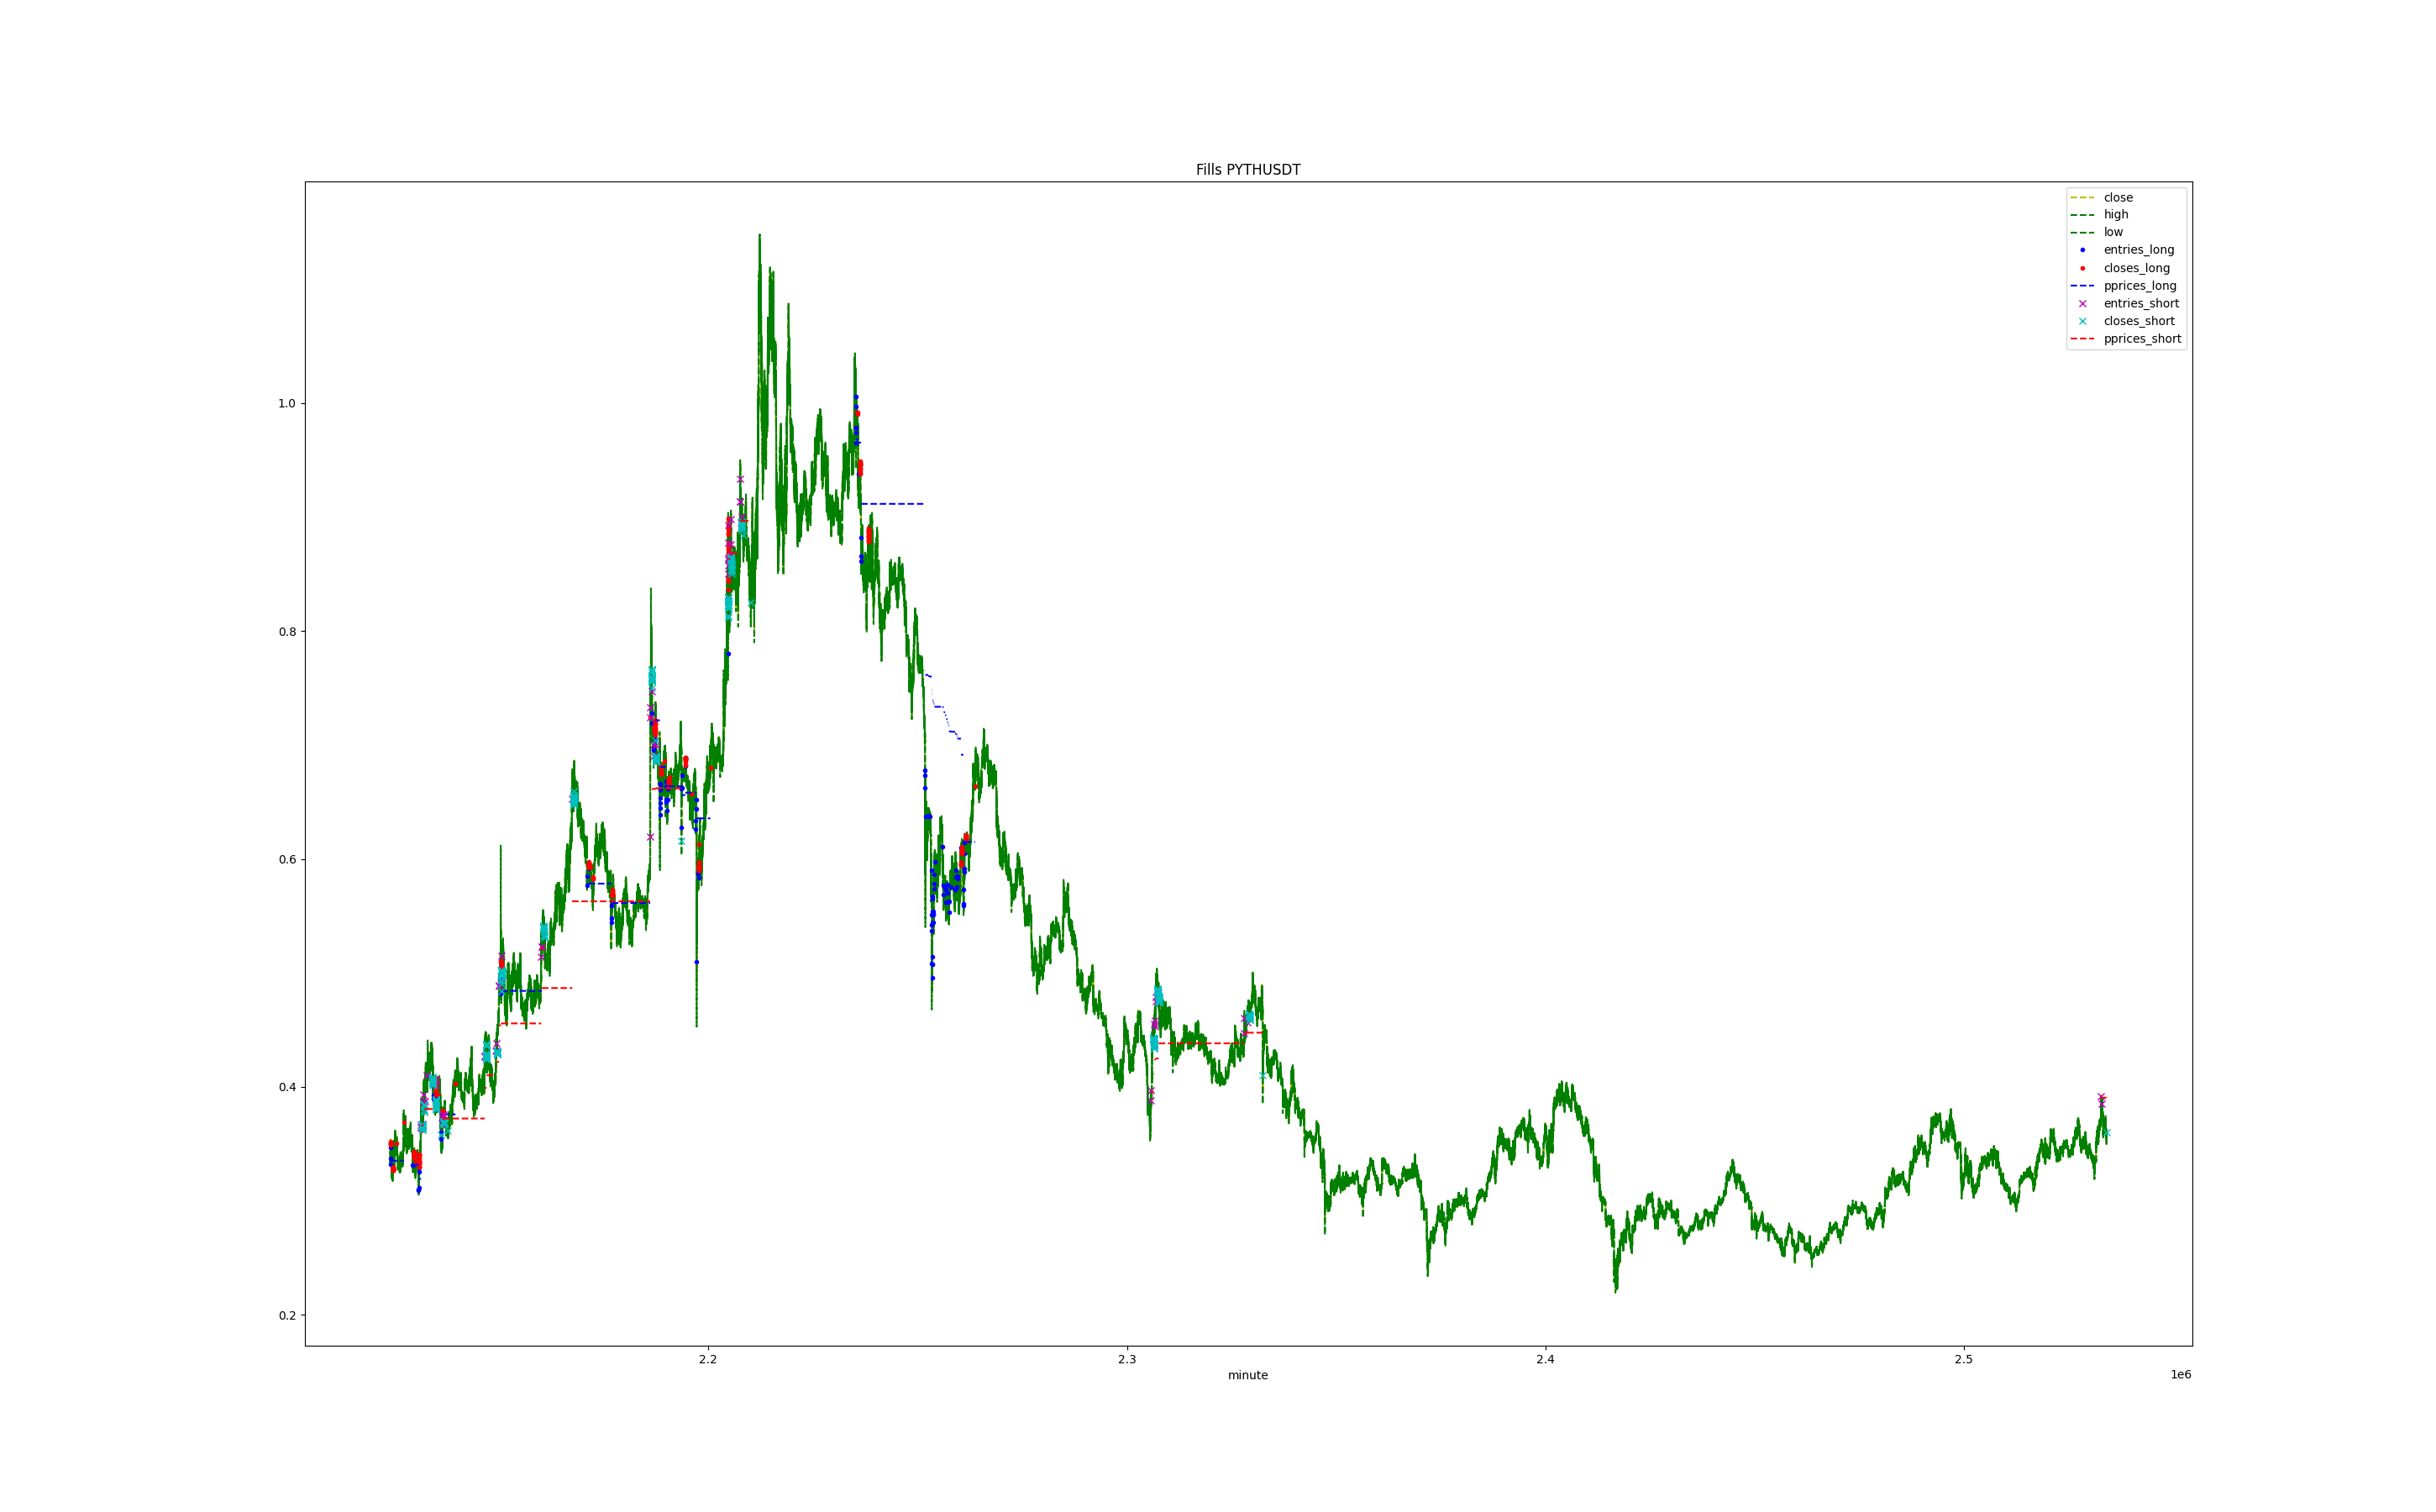 Fills PYTHUSDT
close
high
low
entries_long
closes_long
pprices_long
entries_short
closes_short
pprices_short
1.0
0.8
0.6
0.4
0.2
2.2
2.3
2.4
2.5
minute
1e6